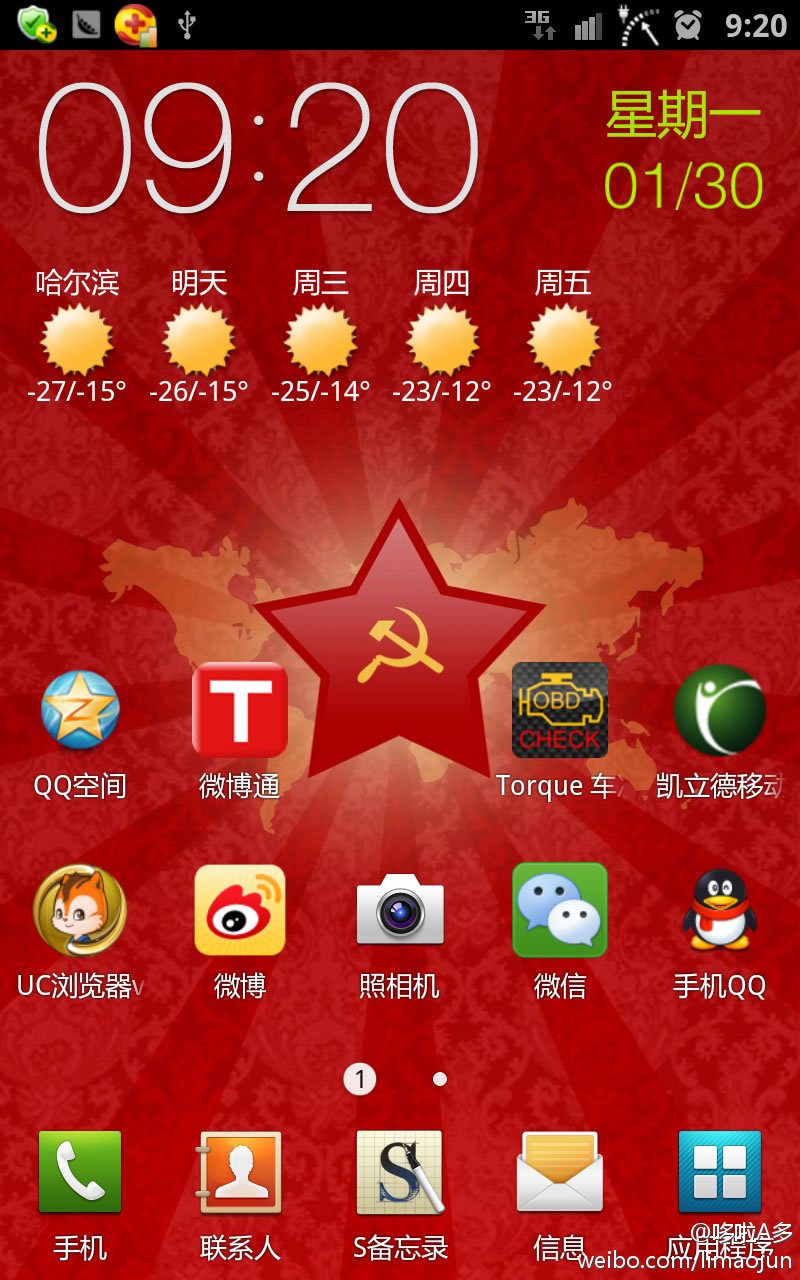 3G 9:20
09:20
星期一
01/30
哈尔滨 明天 周三 周四 周五
-27/-15° -26/-15° -25/-14° -23/-12° -23/-12°
T OBD
CHECK
QQ空间 微博通 Torque 车 凯立德移动
UC浏览器v 微博 照相机 微信 手机QQ
1
S
手机 联系人 S备忘录 信息 应用程序
@哆啦A多
weibo.com/limaojun